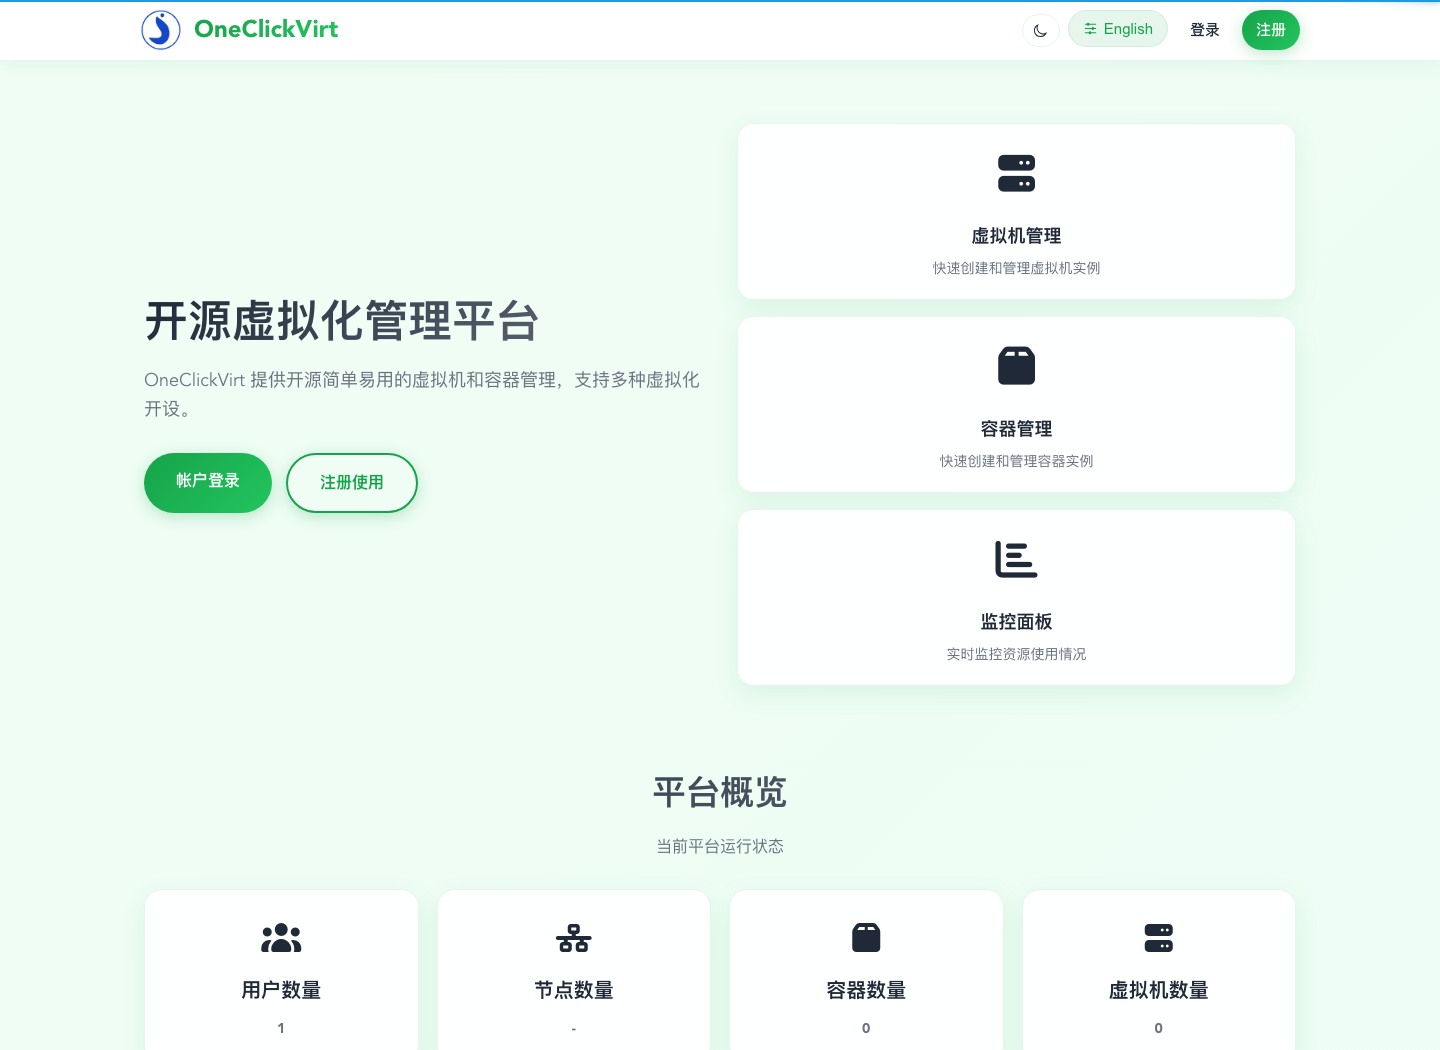 OneClickVirt
English
登录
注册
开源虚拟化管理平台
OneClickVirt 提供开源简单易用的虚拟机和容器管理，支持多种虚拟化
开设。
帐户登录
注册使用
虚拟机管理
快速创建和管理虚拟机实例
容器管理
快速创建和管理容器实例
监控面板
实时监控资源使用情况
平台概览
当前平台运行状态
用户数量
1
节点数量
-
容器数量
0
虚拟机数量
0